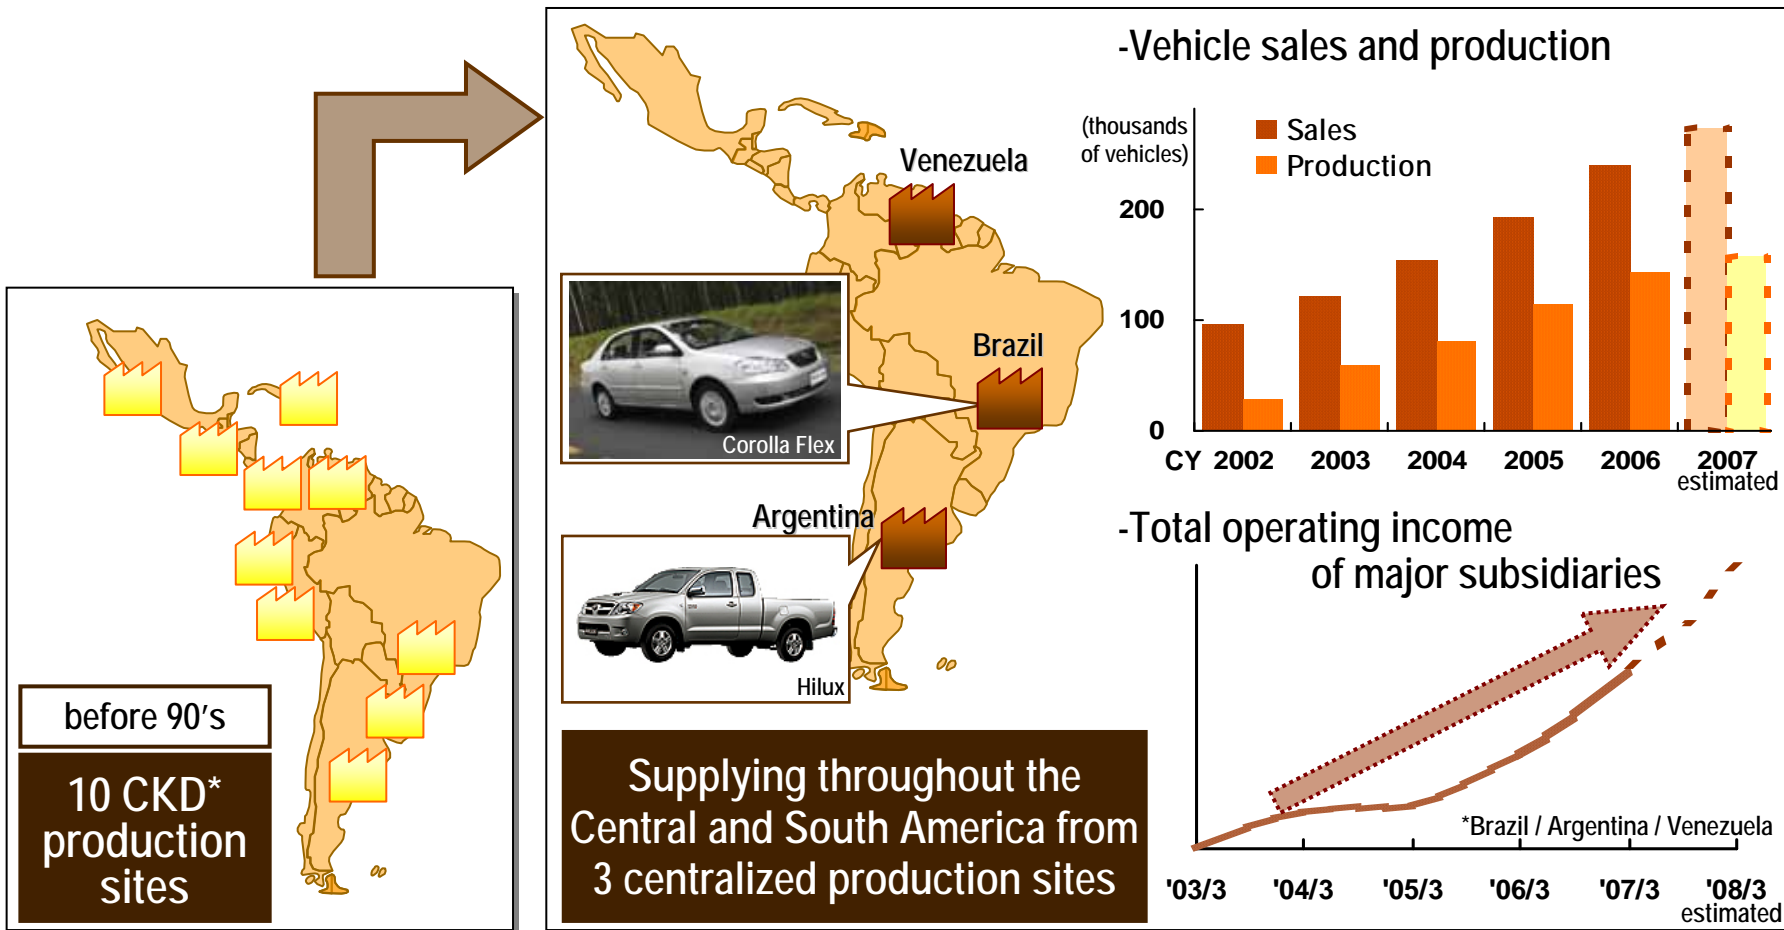 before 90's
10 CKD*
production
sites
Venezuela
Brazil
Corolla Flex
Argentina
Hilux
Supplying throughout the
Central and South America from
3 centralized production sites
-Vehicle sales and production
(thousands
of vehicles)
Sales
Production
200
100
0
CY 2002 2003 2004 2005 2006 2007
estimated
-Total operating income
of major subsidiaries
*Brazil / Argentina / Venezuela
'03/3 '04/3 '05/3 '06/3 '07/3 '08/3
estimated